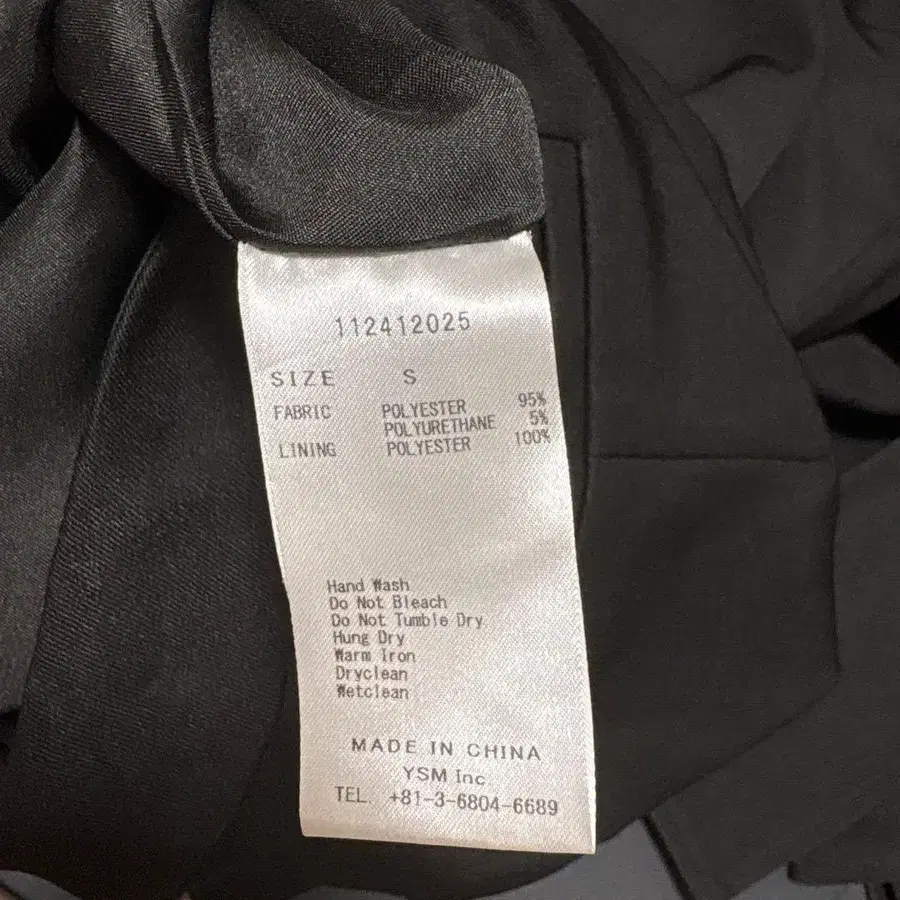 112412025
SIZE S
FABRIC POLYESTER 95%
POLYURETHANE 5%
LINING POLYESTER 100%
Hand Wash
Do Not Bleach
Do Not Tumble Dry
Hung Dry
Warm Iron
Dryclean
Wetclean
MADE IN CHINA
YSM Inc.
TEL. +81-3-6804-6689